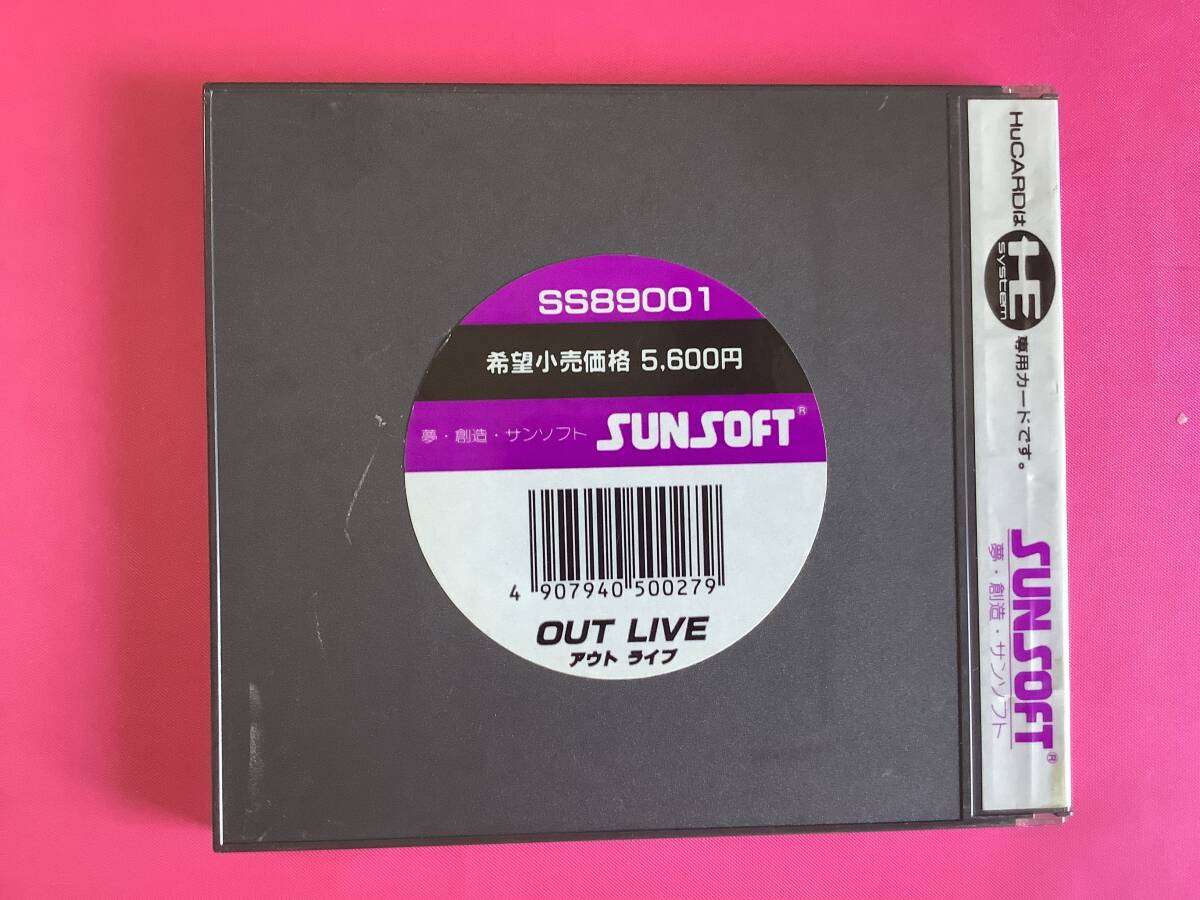 SS89001
希望小売価格 5,600円
夢・創造・サンソフト SUNSOFT®
4 907940 500279
OUT LIVE
アウト ライブ
HuCARDは HE system 専用カードです。
SUNSOFT®
夢・創造・サンソフト